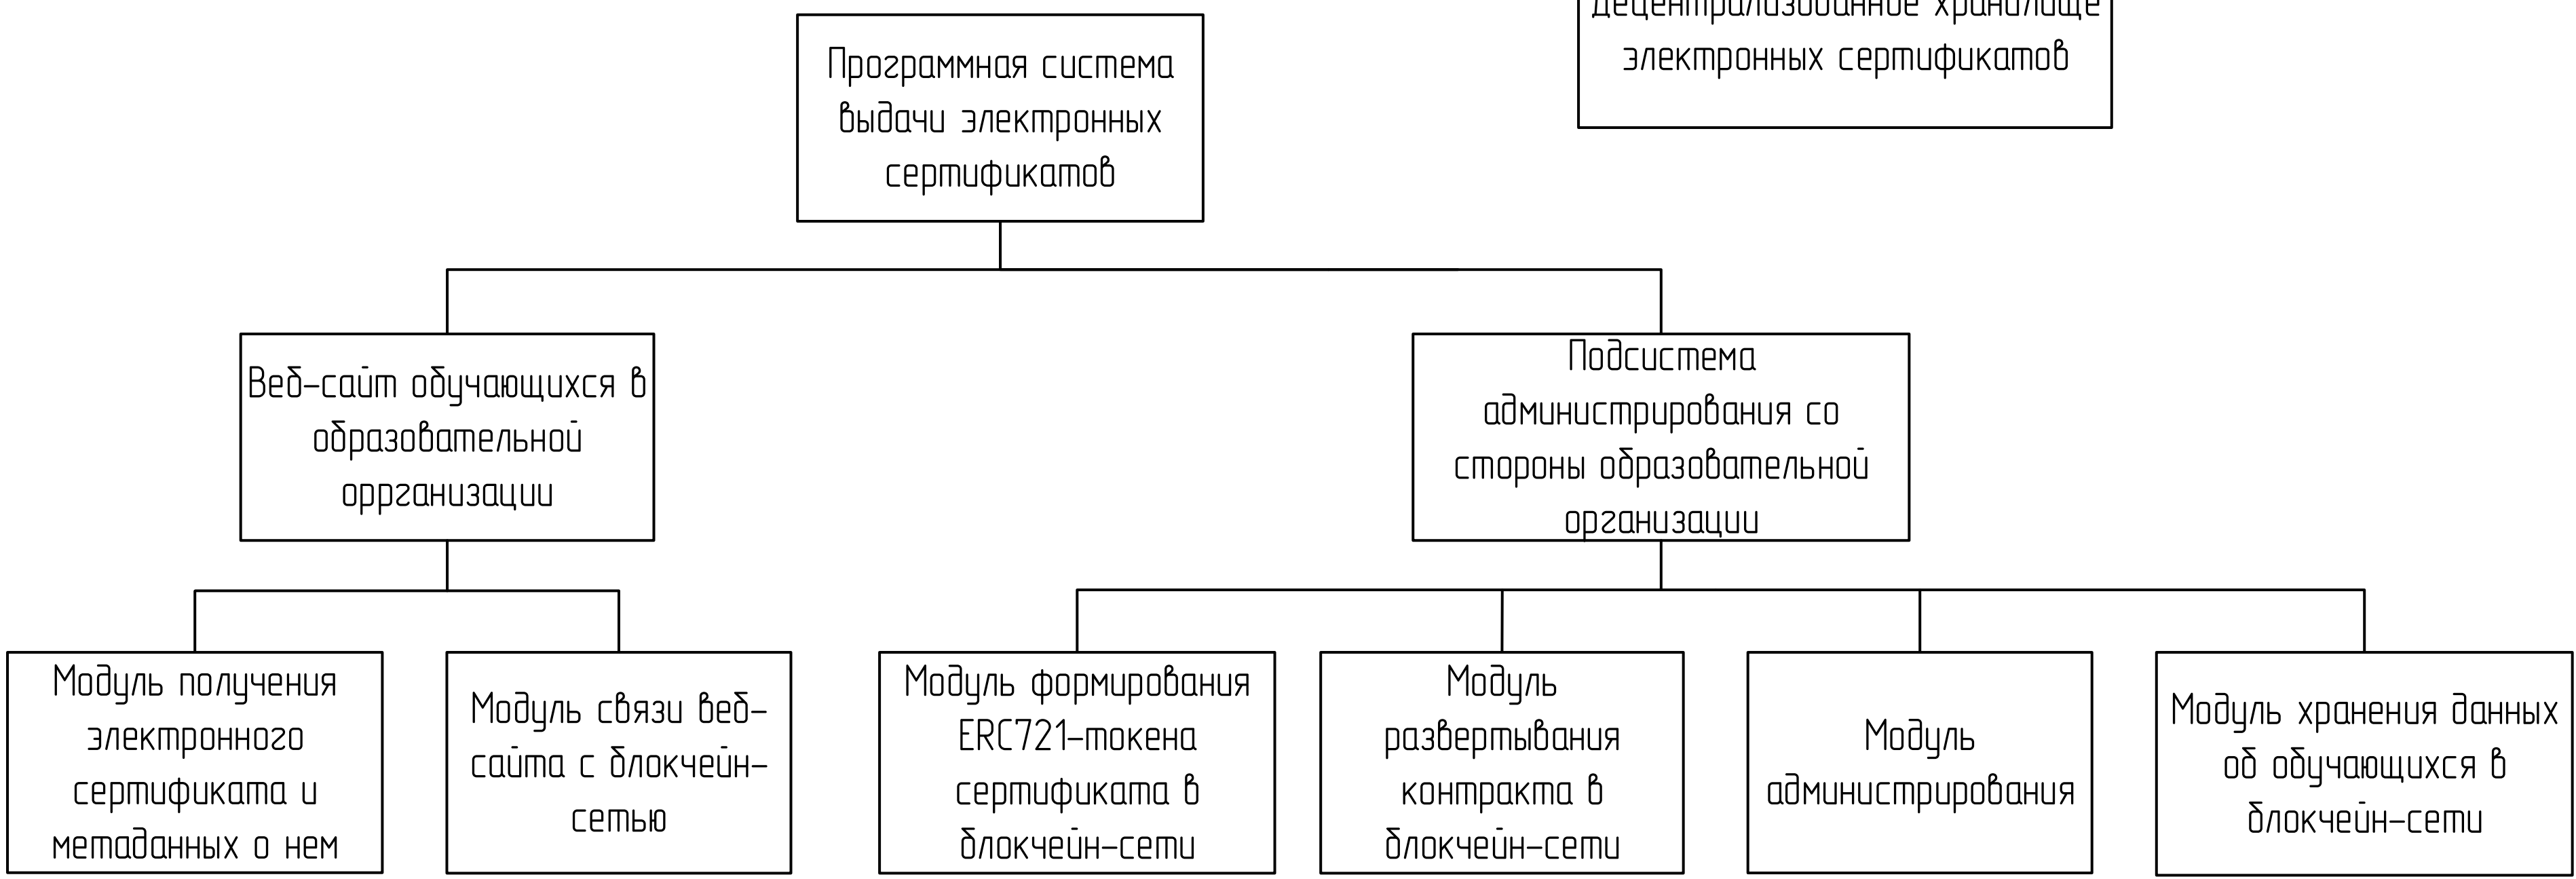 децентрализованное хранилище
электронных сертификатов
Программная система
выдачи электронных
сертификатов
Веб-сайт обучающихся в
образовательной
оррганизации
Подсистема
администрирования со
стороны образовательной
организации
Модуль получения
электронного
сертификата и
метаданных о нем
Модуль связи веб-
сайта с блокчейн-
сетью
Модуль формирования
ERC721-токена
сертификата в
блокчейн-сети
Модуль
развертывания
контракта в
блокчейн-сети
Модуль
администрирования
Модуль хранения данных
об обучающихся в
блокчейн-сети